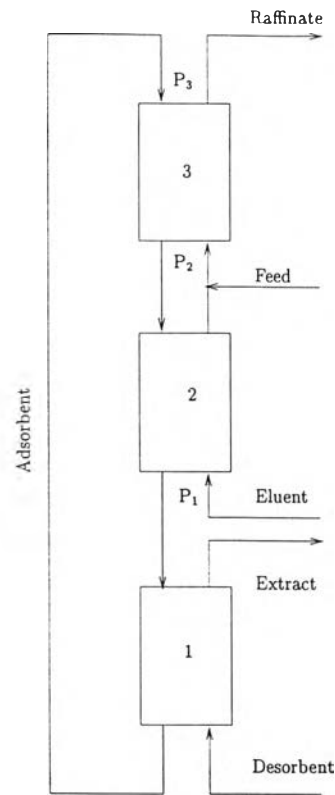 Raffinate
P3
3
P2
Feed
2
Adsorbent
P1
Eluent
Extract
1
Desorbent